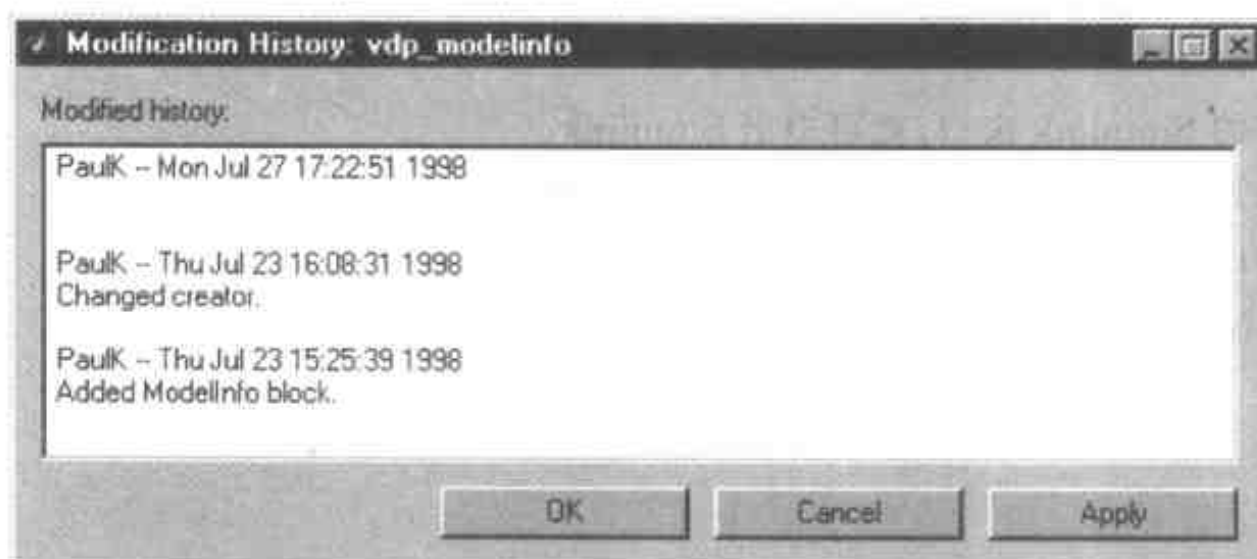 Modification History: vdp_modelinfo
Modified history:
PaulK -- Mon Jul 27 17:22:51 1998
PaulK -- Thu Jul 23 16:08:31 1998
Changed creator.
PaulK -- Thu Jul 23 15:25:39 1998
Added ModelInfo block.
OK Cancel Apply